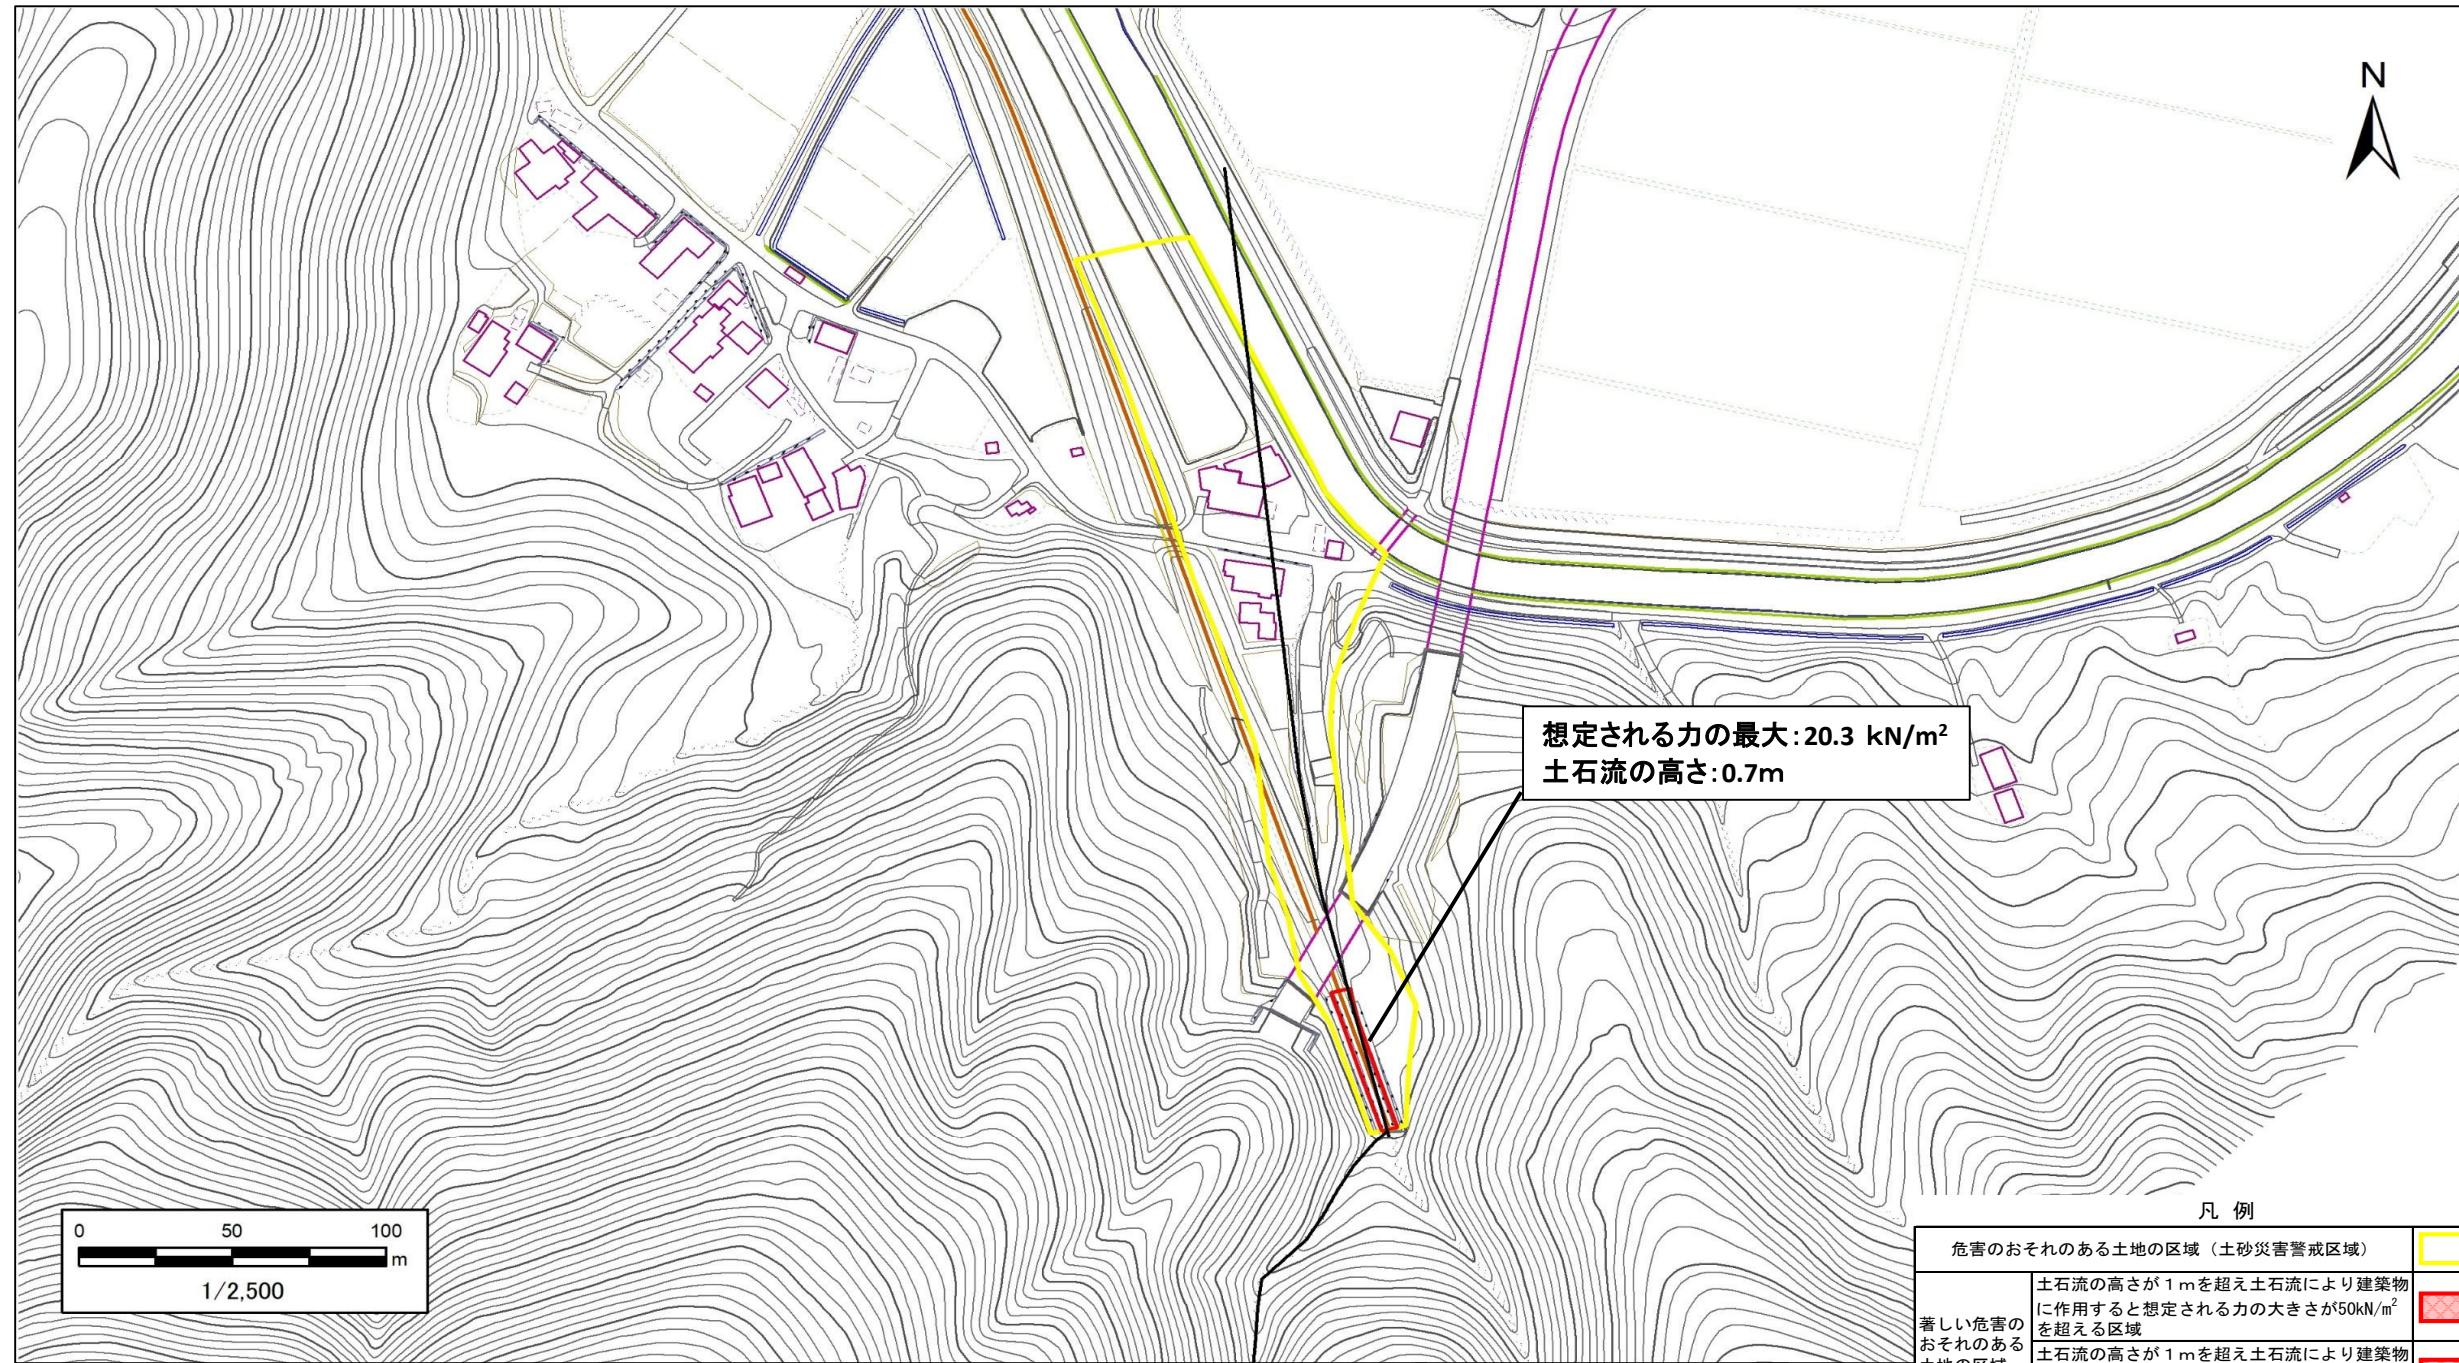 N
想定される力の最大:20.3 kN/m²
土石流の高さ:0.7m
0 50 100
m
1/2,500
凡 例
危害のおそれのある土地の区域（土砂災害警戒区域）
著しい危害の
おそれのある
土地の区域
土石流の高さが１ｍを超え土石流により建築物
に作用すると想定される力の大きさが50kN/m²
を超える区域
土石流の高さが１ｍを超え土石流により建築物